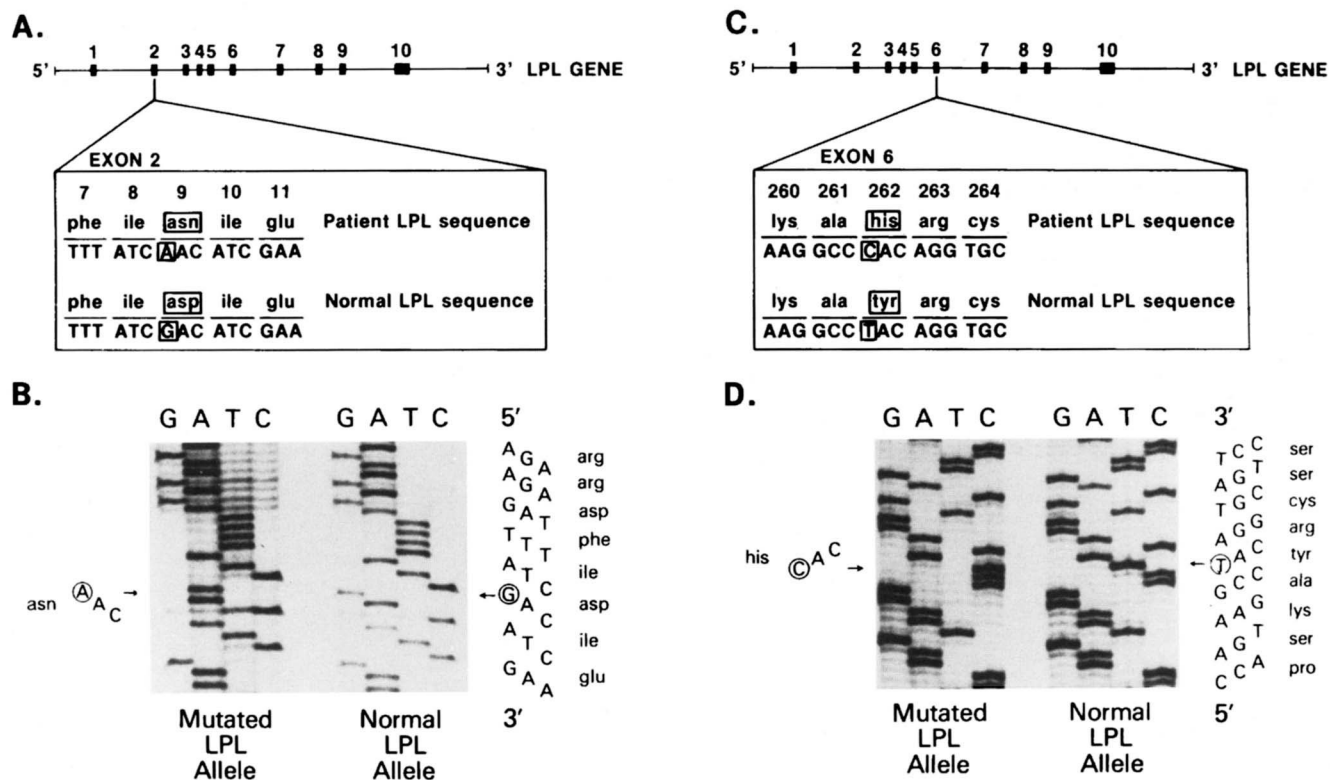 A.
1 2 3 4 5 6 7 8 9 10
5' 3' LPL GENE
EXON 2
7 8 9 10 11
phe ile asn ile glu Patient LPL sequence
TTT ATC AAC ATC GAA
phe ile asp ile glu Normal LPL sequence
TTT ATC GAC ATC GAA
B.
G A T C G A T C 5'
A G A arg
A G A arg
G A T asp
T T T phe
A T C ile
asn A A C
G A C asp
A T C ile
G A A glu
Mutated Normal 3'
LPL LPL
Allele Allele
C.
1 2 3 4 5 6 7 8 9 10
5' 3' LPL GENE
EXON 6
260 261 262 263 264
lys ala his arg cys Patient LPL sequence
AAG GCC CAC AGG TGC
lys ala tyr arg cys Normal LPL sequence
AAG GCC TAC AGG TGC
D.
G A T C G A T C 3'
T C C ser
A G T ser
T G C cys
A G G arg
his C A C
T A C tyr
G C C ala
A A G lys
A G T ser
C C A pro
Mutated Normal 5'
LPL LPL
Allele Allele